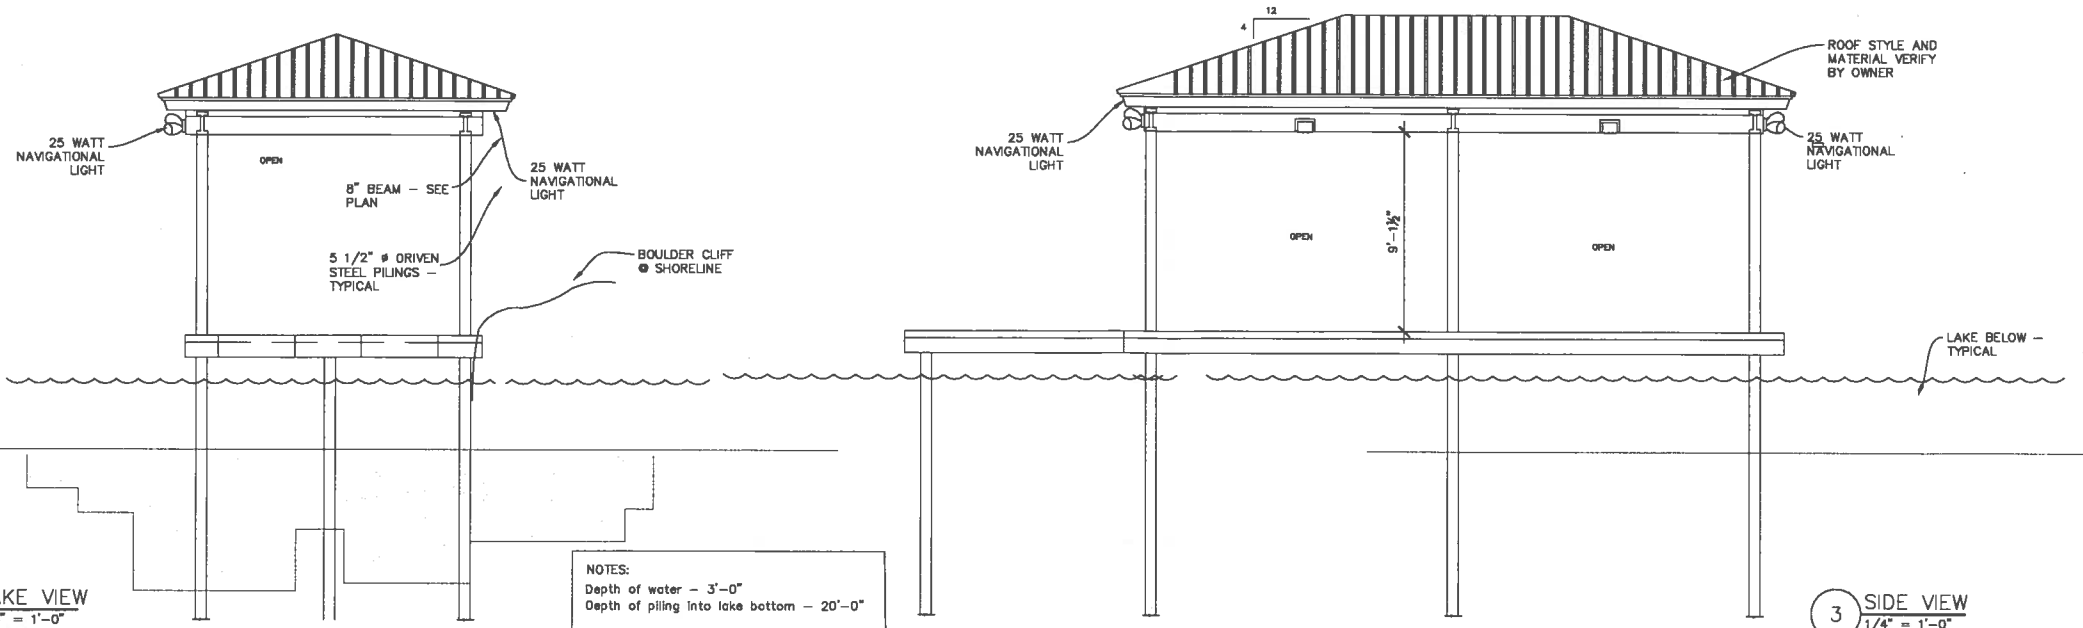 12
4
ROOF STYLE AND
MATERIAL VERIFY
BY OWNER
25 WATT
NAVIGATIONAL
LIGHT
OPEN
8" BEAM – SEE
PLAN
25 WATT
NAVIGATIONAL
LIGHT
25 WATT
NAVIGATIONAL
LIGHT
25 WATT
NAVIGATIONAL
LIGHT
5 1/2" ø DRIVEN
STEEL PILINGS –
TYPICAL
BOULDER CLIFF
@ SHORELINE
9'-1½"
OPEN
OPEN
LAKE BELOW –
TYPICAL
NOTES:
Depth of water – 3'-0"
Depth of piling into lake bottom – 20'-0"
AKE VIEW
" = 1'-0"
3
SIDE VIEW
1/4" = 1'-0"